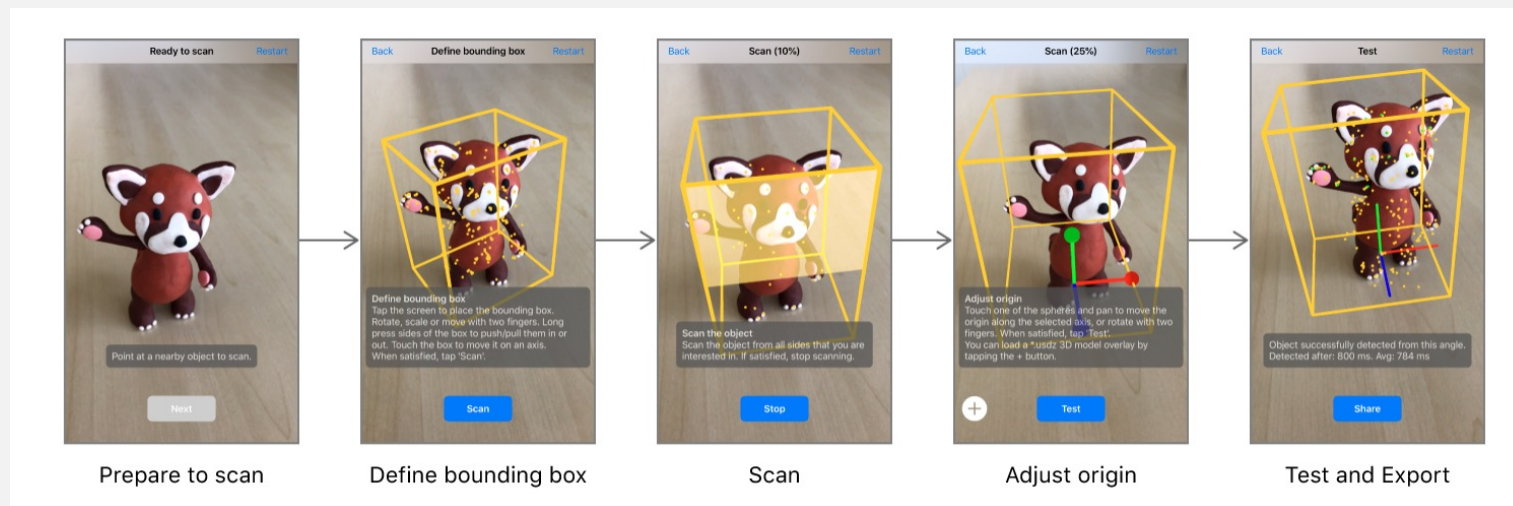 Ready to scan
Restart
Point at a nearby object to scan.
Next
Prepare to scan
Back
Define bounding box
Restart
Define bounding box
Tap the screen to place the bounding box.
Rotate, scale or move with two fingers. Long
press sides of the box to push/pull them in or
out. Touch the box to move it on an axis.
When satisfied, tap 'Scan'.
Scan
Define bounding box
Back
Scan (10%)
Restart
Scan the object
Scan the object from all sides that you are
interested in. If satisfied, stop scanning.
Stop
Scan
Back
Scan (25%)
Restart
Adjust origin
Touch one of the spheres and pan to move the
origin along the selected axis, or rotate with two
fingers. When satisfied, tap 'Test'.
You can load a *.usdz 3D model overlay by
tapping the + button.
Test
Adjust origin
Back
Test
Restart
Object successfully detected from this angle.
Detected after: 800 ms. Avg: 784 ms
Share
Test and Export